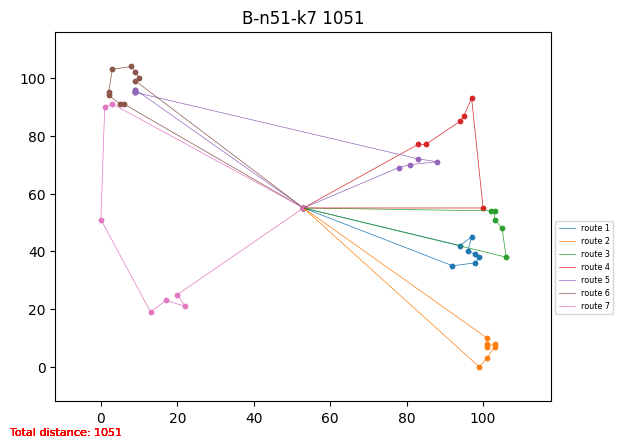 B-n51-k7 1051
100
80
60
40
20
0
0 20 40 60 80 100
route 1
route 2
route 3
route 4
route 5
route 6
route 7
Total distance: 1051